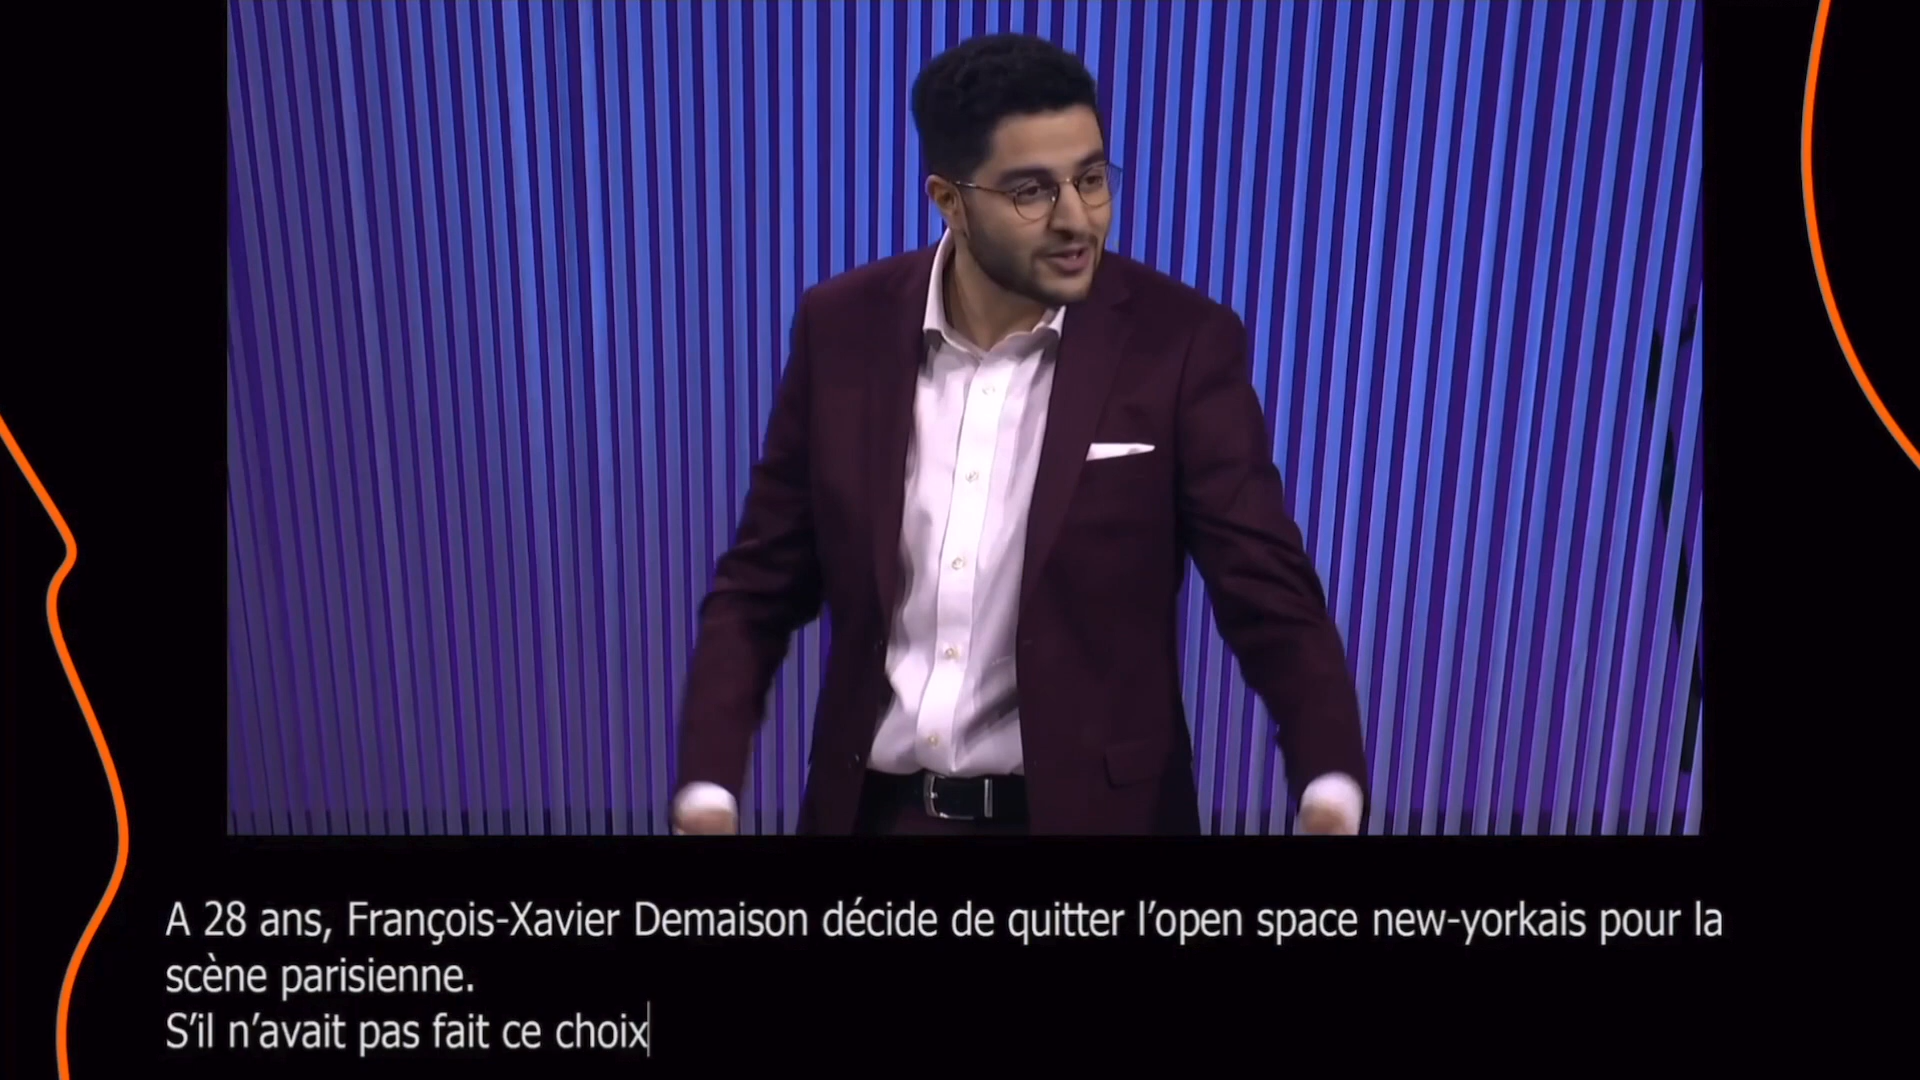 A 28 ans, François-Xavier Demaison décide de quitter l’open space new-yorkais pour la
scène parisienne.
S’il n’avait pas fait ce choix